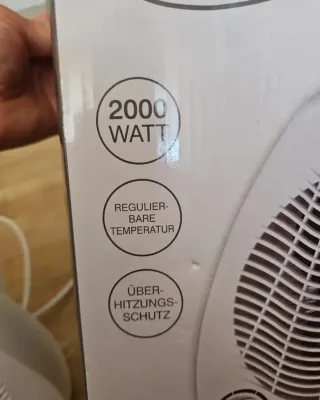 2000
WATT
REGULIER-
BARE
TEMPERATUR
ÜBER-
HITZUNGS-
SCHUTZ